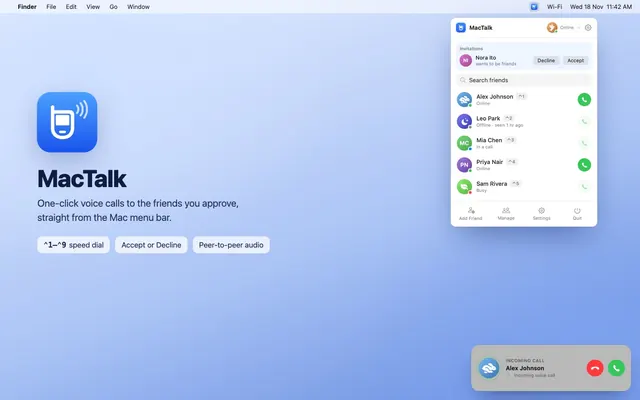 Finder File Edit View Go Window Wi-Fi Wed 18 Nov 11:42 AM
MacTalk Online
Invitations
Nora Ito
wants to be friends
Decline Accept
Search friends
Alex Johnson ^1
Online
Leo Park ^2
Offline · seen 1 hr ago
Mia Chen ^3
In a call
Priya Nair ^4
Online
Sam Rivera ^5
Busy
Add Friend Manage Settings Quit
MacTalk
One-click voice calls to the friends you approve,
straight from the Mac menu bar.
^1–^9 speed dial Accept or Decline Peer-to-peer audio
INCOMING CALL
Alex Johnson
Incoming voice call